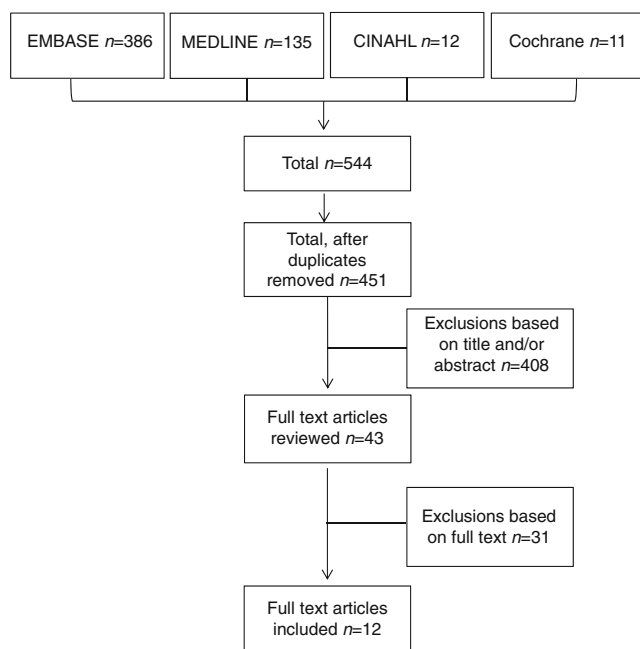 EMBASE n=386
MEDLINE n=135
CINAHL n=12
Cochrane n=11
Total n=544
Total, after
duplicates
removed n=451
Exclusions based
on title and/or
abstract n=408
Full text articles
reviewed n=43
Exclusions based
on full text n=31
Full text articles
included n=12